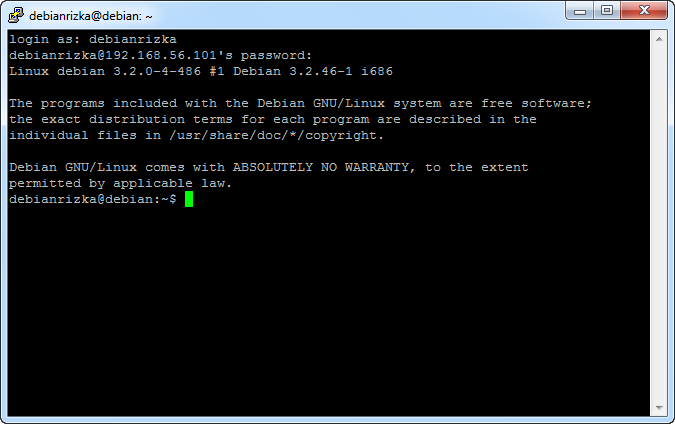 debianrizka@debian: ~
login as: debianrizka
debianrizka@192.168.56.101's password:
Linux debian 3.2.0-4-486 #1 Debian 3.2.46-1 i686
The programs included with the Debian GNU/Linux system are free software;
the exact distribution terms for each program are described in the
individual files in /usr/share/doc/*/copyright.
Debian GNU/Linux comes with ABSOLUTELY NO WARRANTY, to the extent
permitted by applicable law.
debianrizka@debian:~$